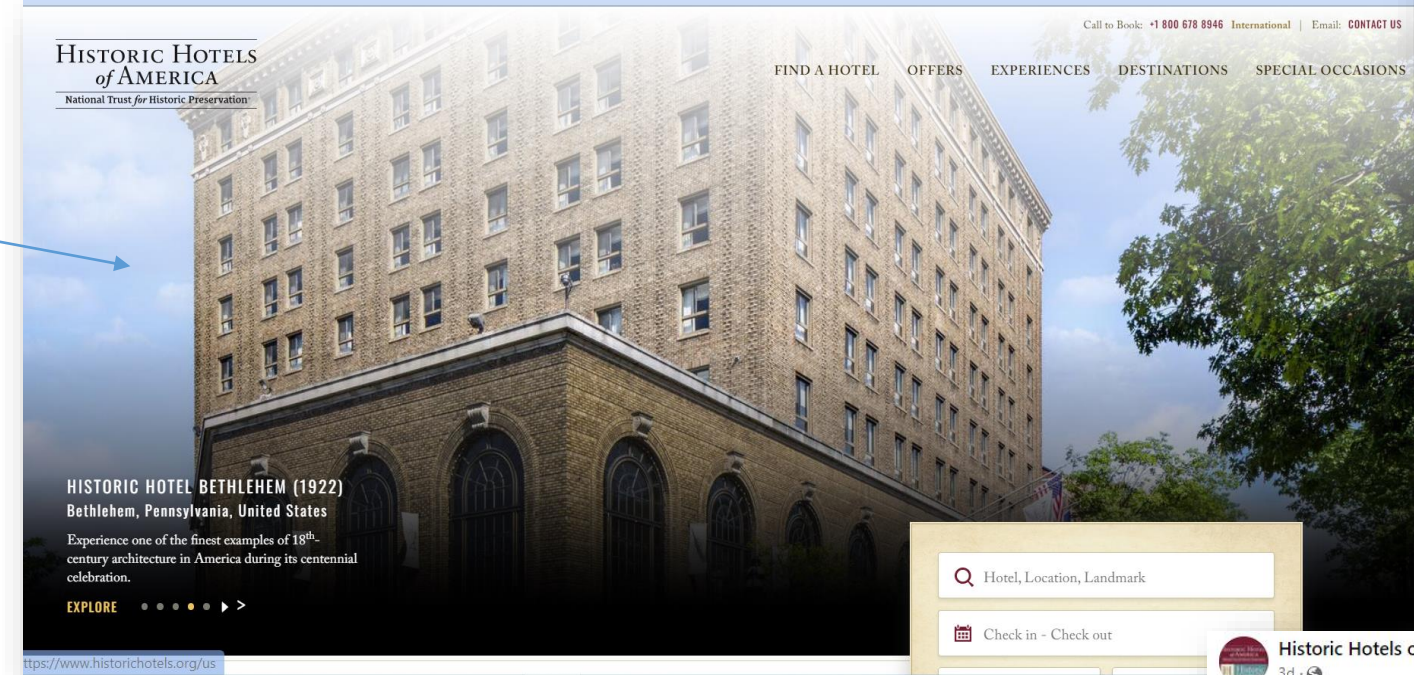 Call to Book: +1 800 678 8946 International | Email: CONTACT US
HISTORIC HOTELS
of AMERICA
National Trust for Historic Preservation
FIND A HOTEL OFFERS EXPERIENCES DESTINATIONS SPECIAL OCCASIONS
HISTORIC HOTEL BETHLEHEM (1922)
Bethlehem, Pennsylvania, United States
Experience one of the finest examples of 18th-
century architecture in America during its centennial
celebration.
EXPLORE
Hotel, Location, Landmark
Check in - Check out
ttps://www.historichotels.org/us
Historic Hotels o
3d ·